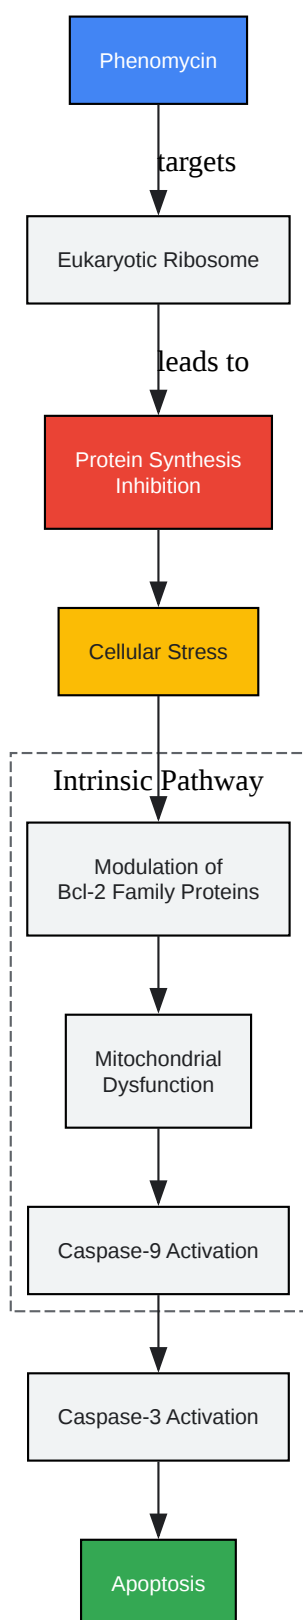 Phenomycin
targets
Eukaryotic Ribosome
leads to
Protein Synthesis
Inhibition
Cellular Stress
Intrinsic Pathway
Modulation of
Bcl-2 Family Proteins
Mitochondrial
Dysfunction
Caspase-9 Activation
Caspase-3 Activation
Apoptosis